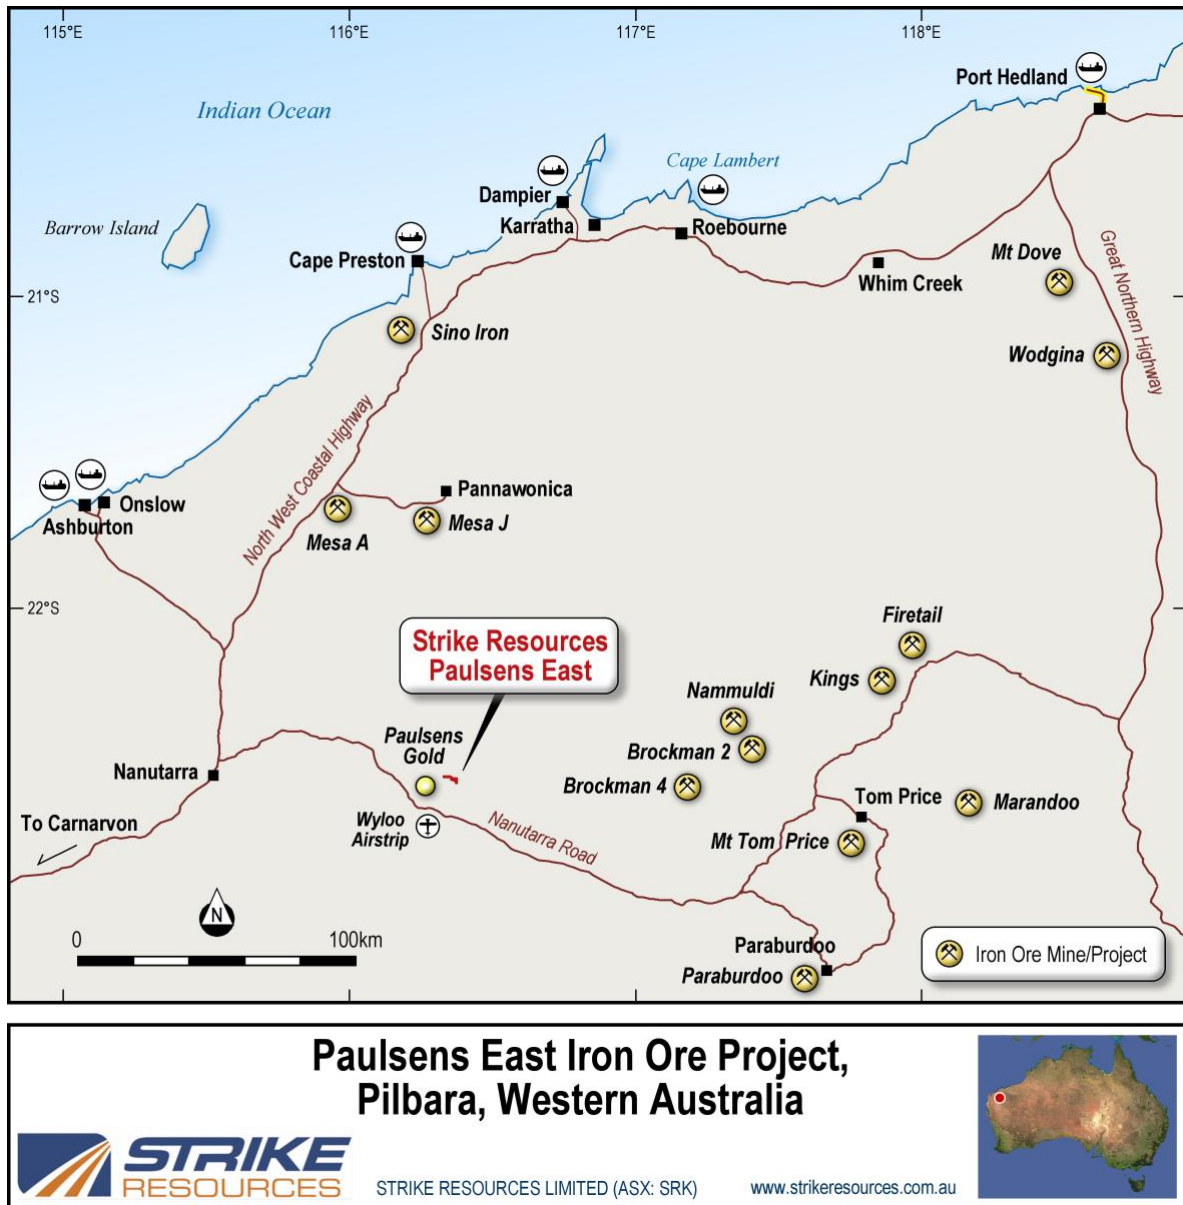 115°E
116°E
117°E
118°E
Port Hedland
Indian Ocean
Cape Lambert
Dampier
Karratha
Roebourne
Barrow Island
Cape Preston
Whim Creek
Mt Dove
Great Northern Highway
21°S
Sino Iron
Wodgina
North West Coastal Highway
Pannawonica
Onslow
Ashburton
Mesa A
Mesa J
22°S
Strike Resources
Paulsens East
Firetail
Kings
Nammuldi
Brockman 2
Brockman 4
Paulsens
Gold
Nanutarra
Tom Price
Marandoo
To Carnarvon
Wyloo
Airstrip
Nanutarra Road
Mt Tom Price
N
0
100km
Paraburdoo
Paraburdoo
Iron Ore Mine/Project
Paulsens East Iron Ore Project,
Pilbara, Western Australia
STRIKE
RESOURCES
STRIKE RESOURCES LIMITED (ASX: SRK)
www.strikeresources.com.au